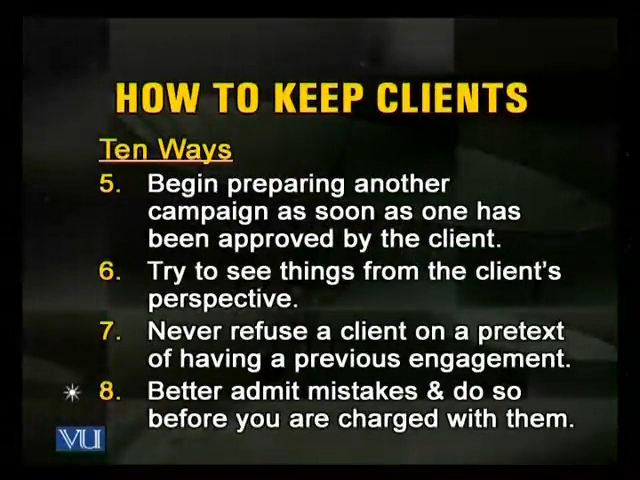 HOW TO KEEP CLIENTS
Ten Ways
5. Begin preparing another
campaign as soon as one has
been approved by the client.
6. Try to see things from the client's
perspective.
7. Never refuse a client on a pretext
of having a previous engagement.
8. Better admit mistakes & do so
before you are charged with them.
VU